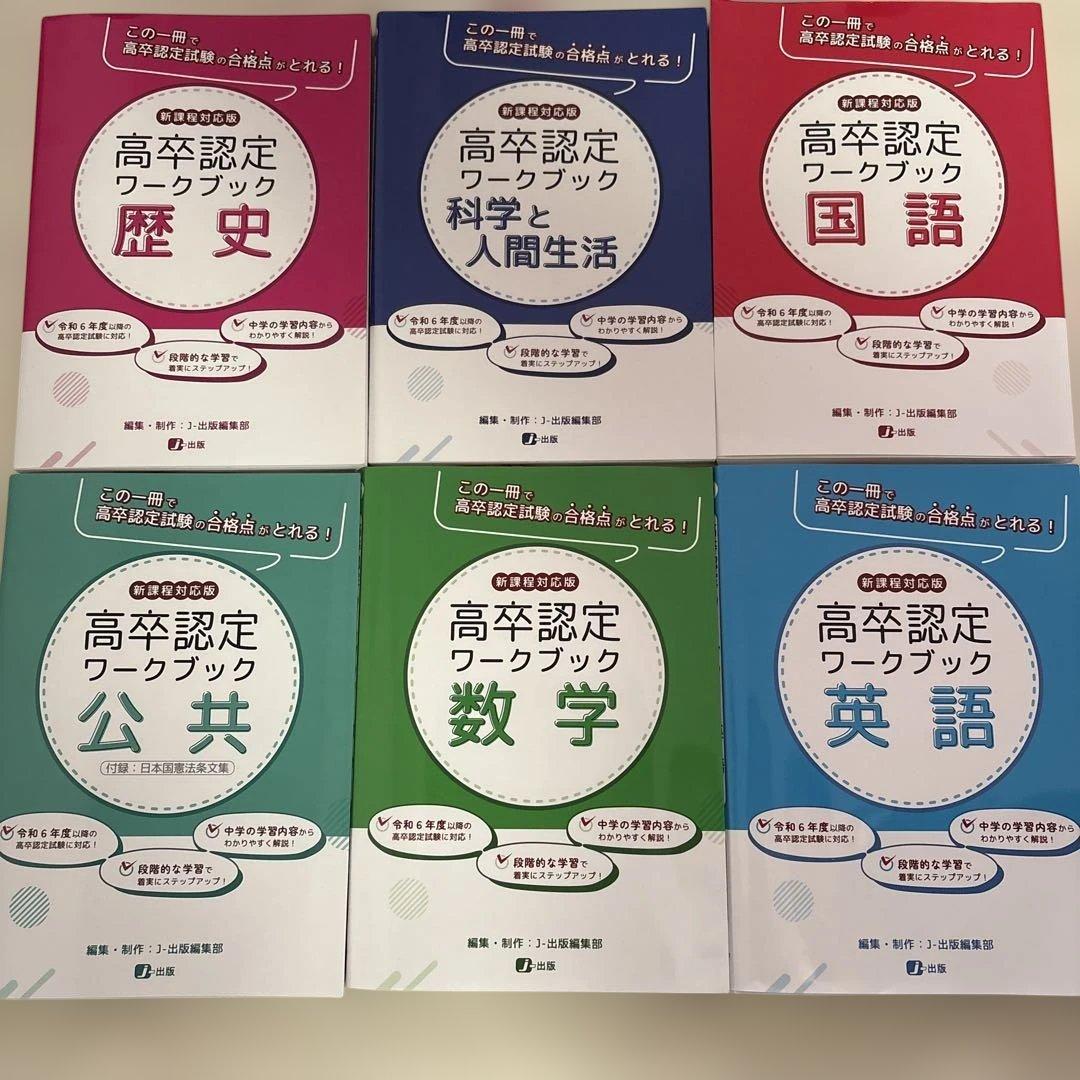 この一冊で
高卒認定試験の合格点がとれる！
新課程対応版
高卒認定
ワークブック
歴史
令和6年度以降の
高卒認定試験に対応！
中学の学習内容から
わかりやすく解説！
段階的な学習で
着実にステップアップ！
編集・制作：J-出版編集部
J-出版
この一冊で
高卒認定試験の合格点がとれる！
新課程対応版
高卒認定
ワークブック
科学と
人間生活
令和6年度以降の
高卒認定試験に対応！
中学の学習内容から
わかりやすく解説！
段階的な学習で
着実にステップアップ！
編集・制作：J-出版編集部
J-出版
この一冊で
高卒認定試験の合格点がとれる！
新課程対応版
高卒認定
ワークブック
国語
令和6年度以降の
高卒認定試験に対応！
中学の学習内容から
わかりやすく解説！
段階的な学習で
着実にステップアップ！
編集・制作：J-出版編集部
J-出版
この一冊で
高卒認定試験の合格点がとれる！
新課程対応版
高卒認定
ワークブック
公共
付録：日本国憲法条文集
令和6年度以降の
高卒認定試験に対応！
中学の学習内容から
わかりやすく解説！
段階的な学習で
着実にステップアップ！
編集・制作：J-出版編集部
J-出版
この一冊で
高卒認定試験の合格点がとれる！
新課程対応版
高卒認定
ワークブック
数学
令和6年度以降の
高卒認定試験に対応！
中学の学習内容から
わかりやすく解説！
段階的な学習で
着実にステップアップ！
編集・制作：J-出版編集部
J-出版
この一冊で
高卒認定試験の合格点がとれる！
新課程対応版
高卒認定
ワークブック
英語
令和6年度以降の
高卒認定試験に対応！
中学の学習内容から
わかりやすく解説！
段階的な学習で
着実にステップアップ！
編集・制作：J-出版編集部
J-出版